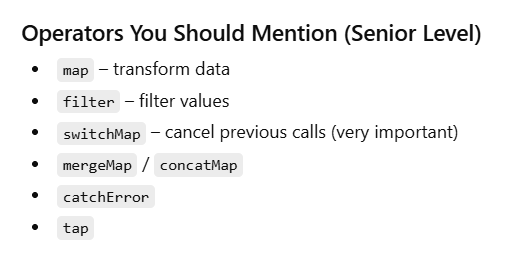 Operators You Should Mention (Senior Level)
• map – transform data
• filter – filter values
• switchMap – cancel previous calls (very important)
• mergeMap / concatMap
• catchError
• tap